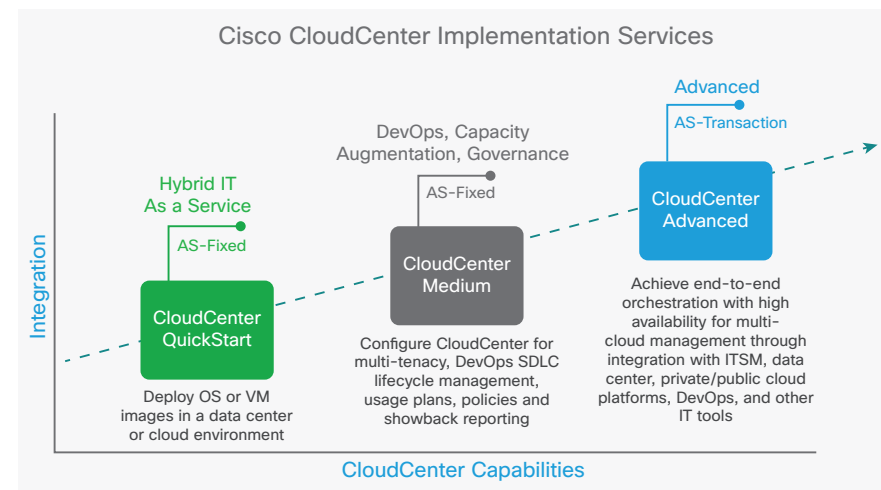 Cisco CloudCenter Implementation Services
Integration
Hybrid IT
As a Service
AS-Fixed
CloudCenter
QuickStart
Deploy OS or VM
images in a data center
or cloud environment
DevOps, Capacity
Augmentation, Governance
AS-Fixed
CloudCenter
Medium
Configure CloudCenter for
multi-tenacy, DevOps SDLC
lifecycle management,
usage plans, policies and
showback reporting
Advanced
AS-Transaction
CloudCenter
Advanced
Achieve end-to-end
orchestration with high
availability for multi-
cloud management through
integration with ITSM, data
center, private/public cloud
platforms, DevOps, and other
IT tools
CloudCenter Capabilities